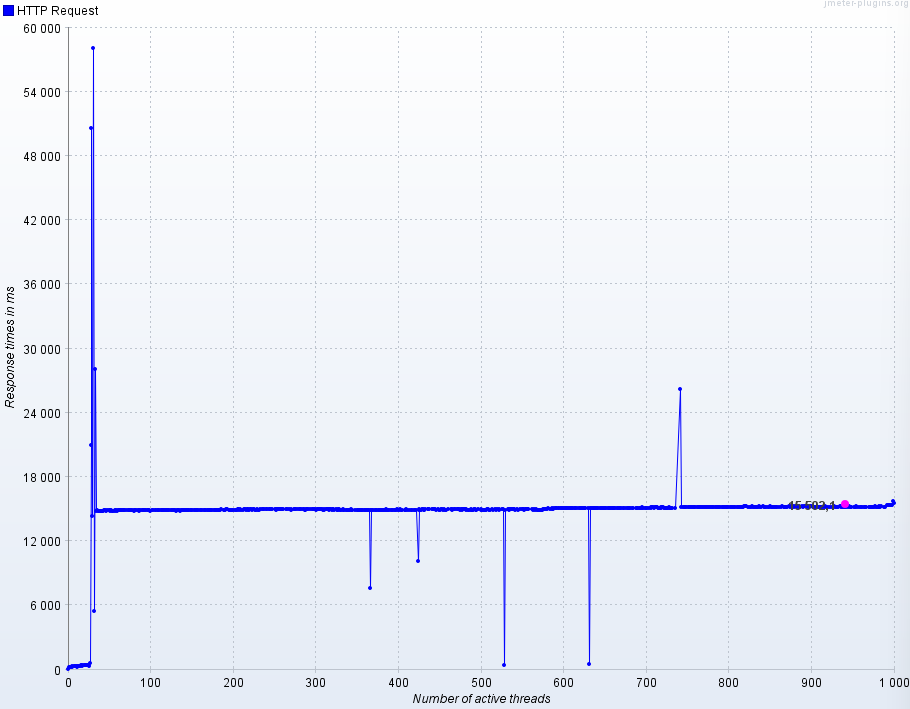 HTTP Request
jmeter-plugins.org
60 000
54 000
48 000
42 000
36 000
30 000
24 000
18 000
12 000
6 000
0
Response times in ms
0 100 200 300 400 500 600 700 800 900 1 000
Number of active threads